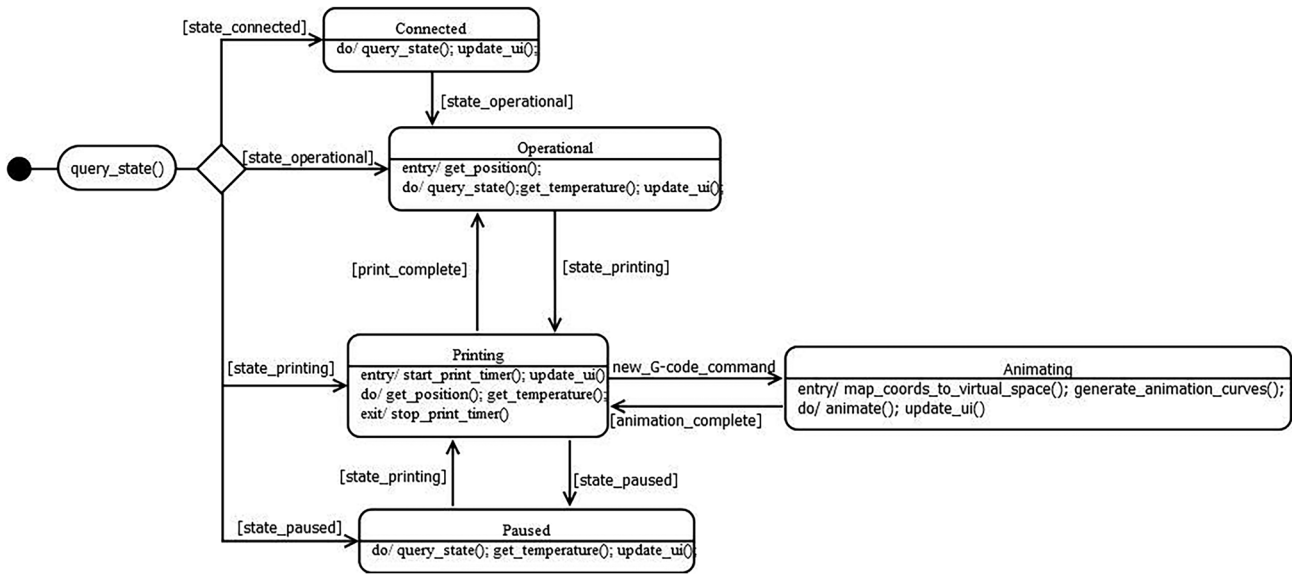 [state_connected]
Connected
do/ query_state(); update_ui();
[state_operational]
query_state()
[state_operational]
Operational
entry/ get_position();
do/ query_state();get_temperature(); update_ui();
[print_complete]
[state_printing]
[state_printing]
Printing
entry/ start_print_timer(); update_ui()
do/ get_position(); get_temperature();
exit/ stop_print_timer()
new_G-code_command
[animation_complete]
Animating
entry/ map_coords_to_virtual_space(); generate_animation_curves();
do/ animate(); update_ui()
[state_printing]
[state_paused]
[state_paused]
Paused
do/ query_state(); get_temperature(); update_ui();